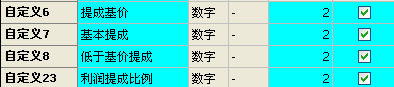 自定义6 提成基价 数字 - 2
自定义7 基本提成 数字 - 2
自定义8 低于基价提成 数字 - 2
自定义23 利润提成比例 数字 - 2